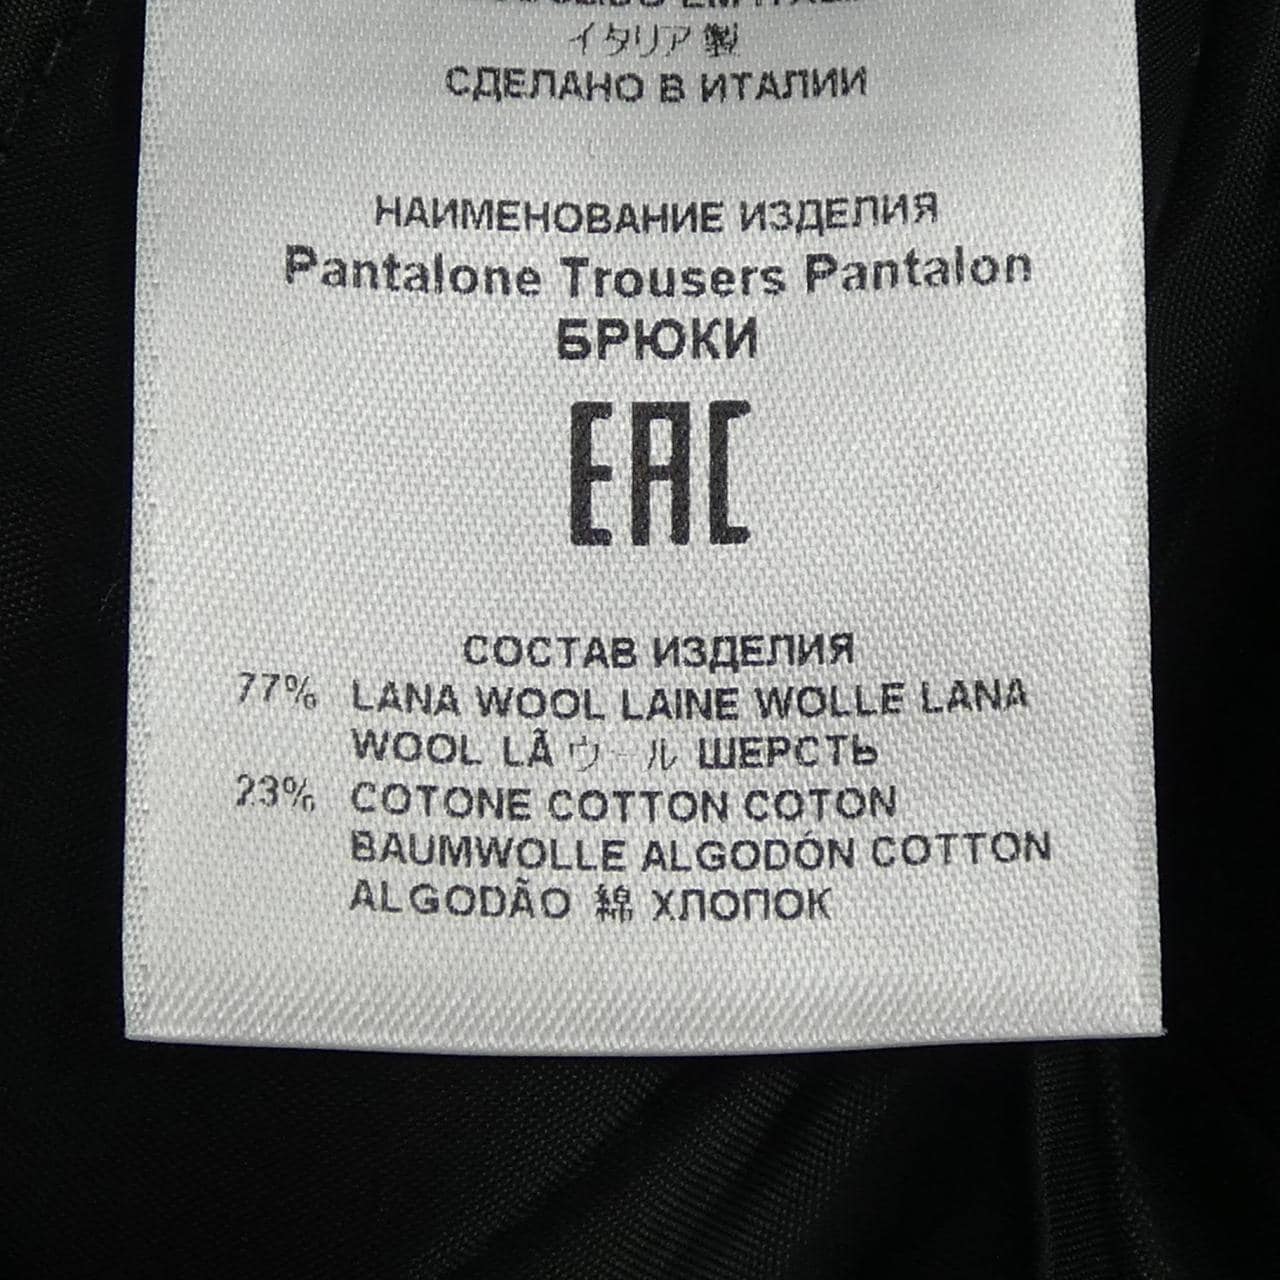 イタリア製
СДЕЛАНО В ИТАЛИИ
НАИМЕНОВАНИЕ ИЗДЕЛИЯ
Pantalone Trousers Pantalon
БРЮКИ
EAC
СОСТАВ ИЗДЕЛИЯ
77% LANA WOOL LAINE WOLLE LANA
WOOL LÃ ウール ШЕРСТЬ
23% COTONE COTTON COTON
BAUMWOLLE ALGODÓN COTTON
ALGODÃO 綿 ХЛОПОК